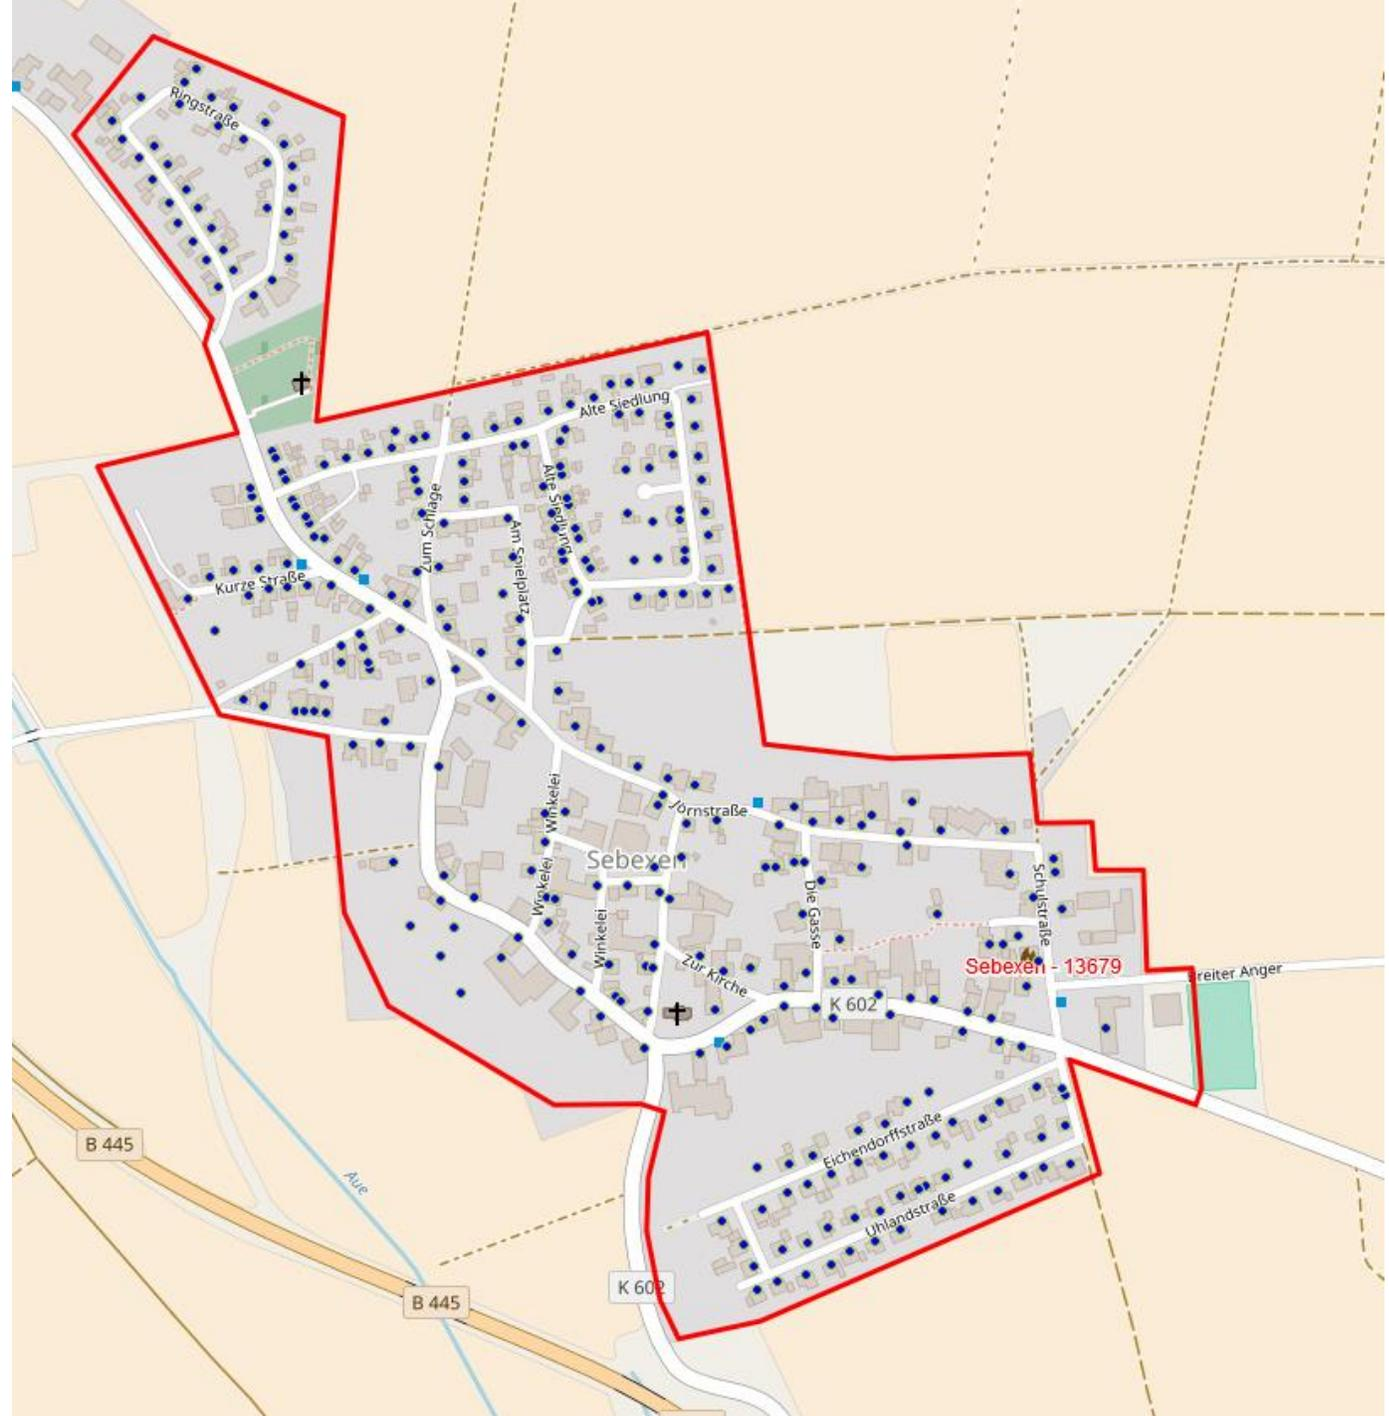 Ringstraße
Alte Siedlung
Alte Siedlung
Zum Schlage
Am Spielplatz
Kurze Straße
Winkelei
Jörnstraße
Sebexen
Winkelei
Die Gasse
Schulstraße
Winkelei
Zur Kirche
Sebexen - 13679
Breiter Anger
K 602
Eichendorffstraße
B 445
Aue
Uhlandstraße
K 602
B 445